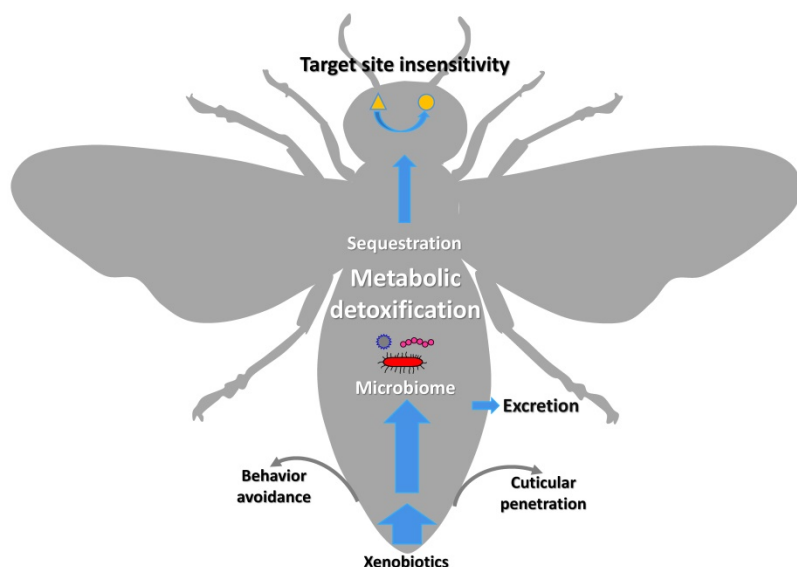 Target site insensitivity
Sequestration
Metabolic
detoxification
Microbiome
Excretion
Behavior
avoidance
Cuticular
penetration
Xenobiotics